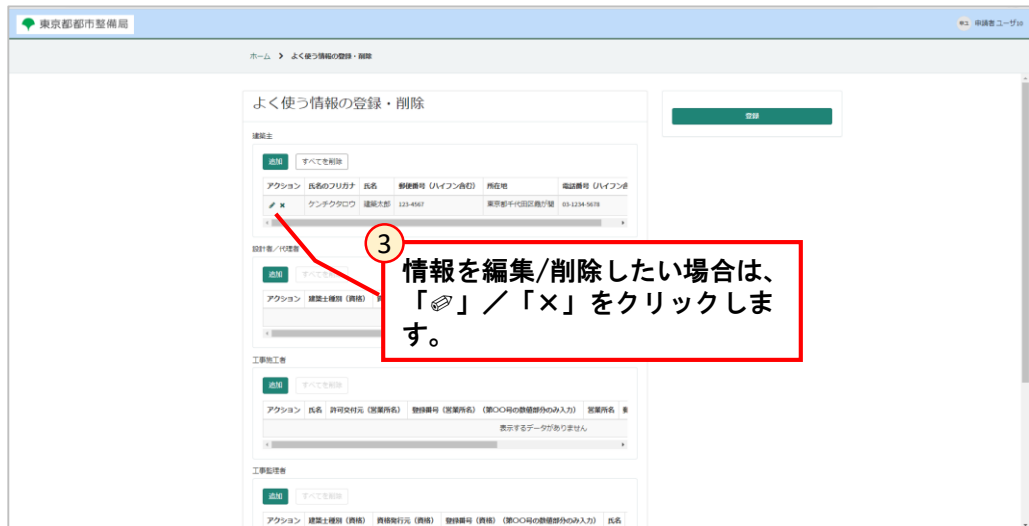 東京都都市整備局
申請者 ユーザ10
ホーム > よく使う情報の登録・削除
よく使う情報の登録・削除
登録
建築主
追加 すべてを削除
アクション 氏名のフリガナ 氏名 郵便番号（ハイフン含む） 所在地 電話番号（ハイフン含
ケンチクタロウ 建築太郎 123-4567 東京都千代田区霞が関 03-1234-5678
設計者／代理者
追加 すべてを
アクション 建築士種別（資格）
3
情報を編集/削除したい場合は、
「✐」／「×」をクリックしま
す。
工事施工者
追加 すべてを削除
アクション 氏名 許可交付元（営業所名） 登録番号（営業所名） （第〇〇号の数値部分のみ入力） 営業所名
表示するデータがありません
工事監理者
追加 すべてを削除
アクション 建築士種別（資格） 資格発行元（資格） 登録番号（資格） （第〇〇号の数値部分のみ入力） 氏名